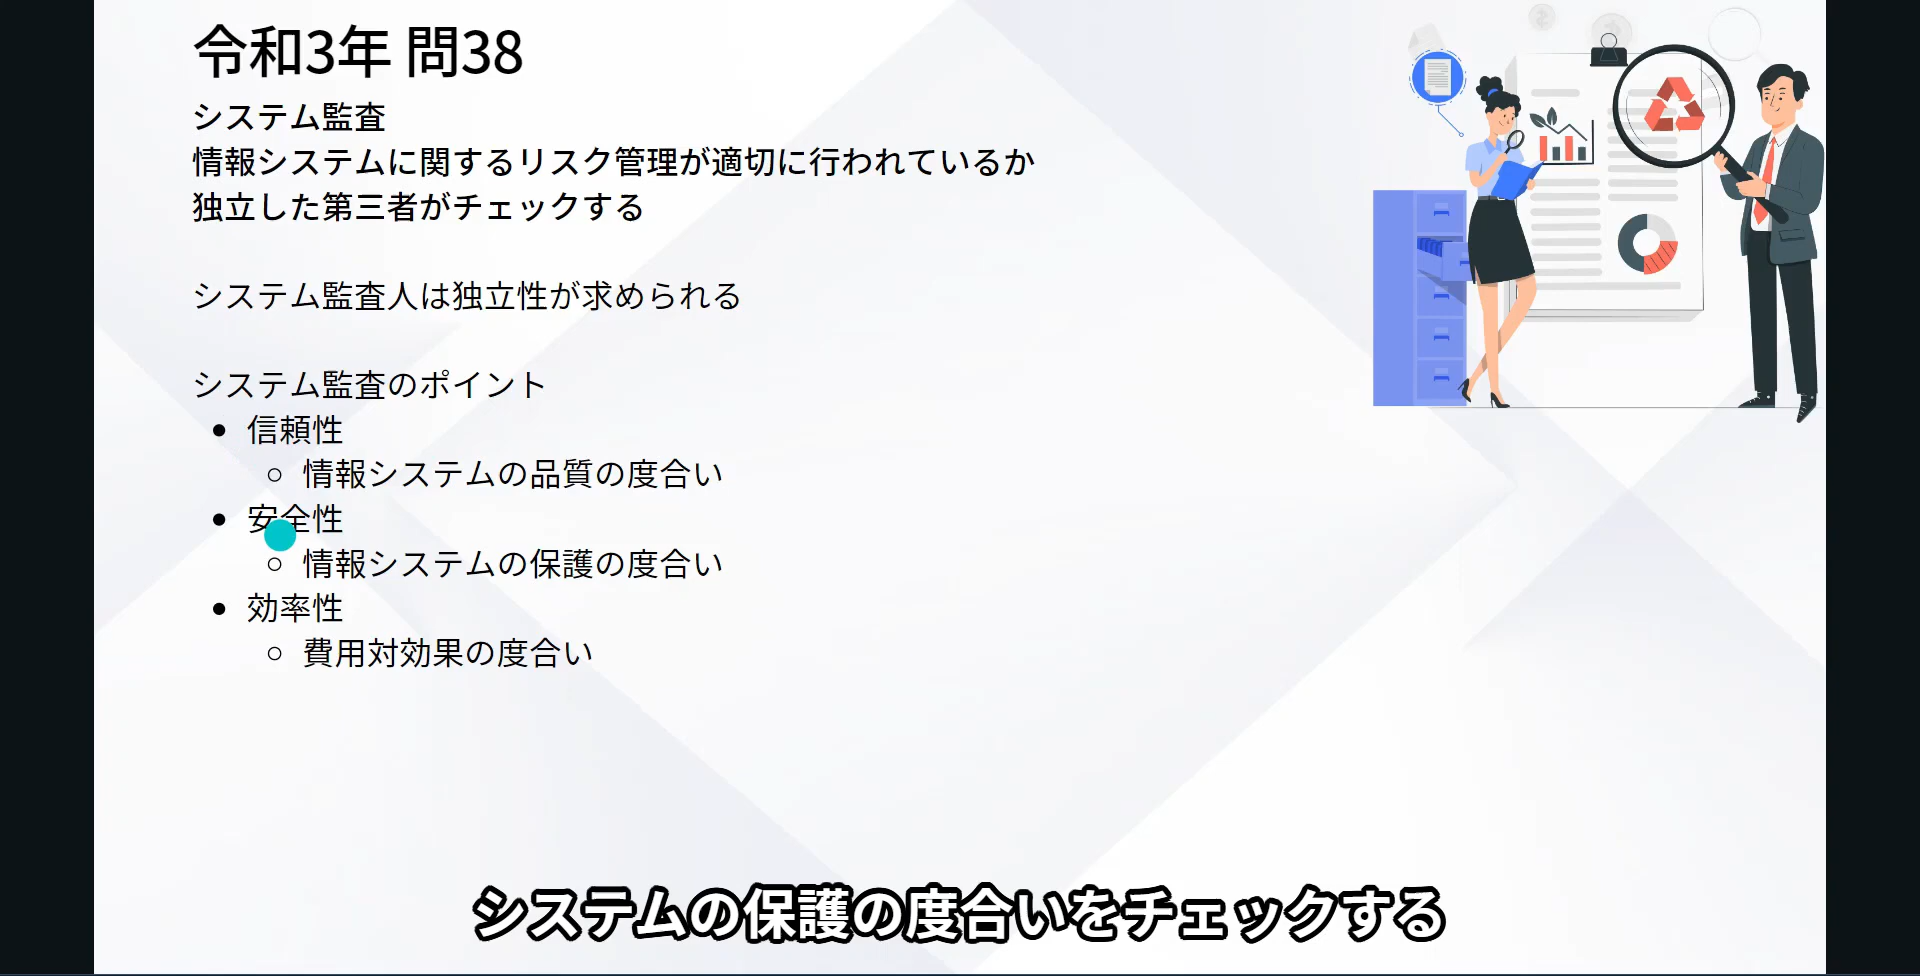 令和3年 問38
システム監査
情報システムに関するリスク管理が適切に行われているか
独立した第三者がチェックする
システム監査人は独立性が求められる
システム監査のポイント
● 信頼性
○ 情報システムの品質の度合い
● 安全性
○ 情報システムの保護の度合い
● 効率性
○ 費用対効果の度合い
システムの保護の度合いをチェックする